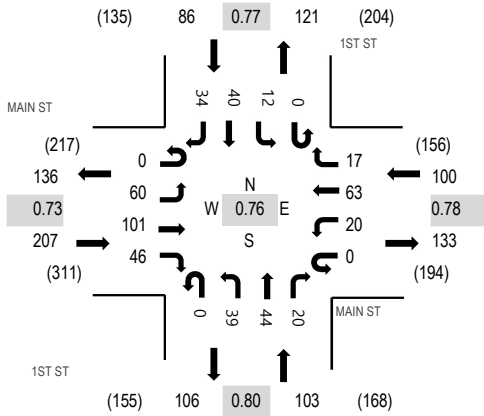 (135) 86 0.77 121 (204)
1ST ST
34 40 12 0
MAIN ST
(217) (156)
0 17
136 100
60 N 63
0.73 W 0.76 E 0.78
101 20
207 S 133
46 0
(311) (194)
0 39 44 20
MAIN ST
1ST ST
(155) 106 0.80 103 (168)